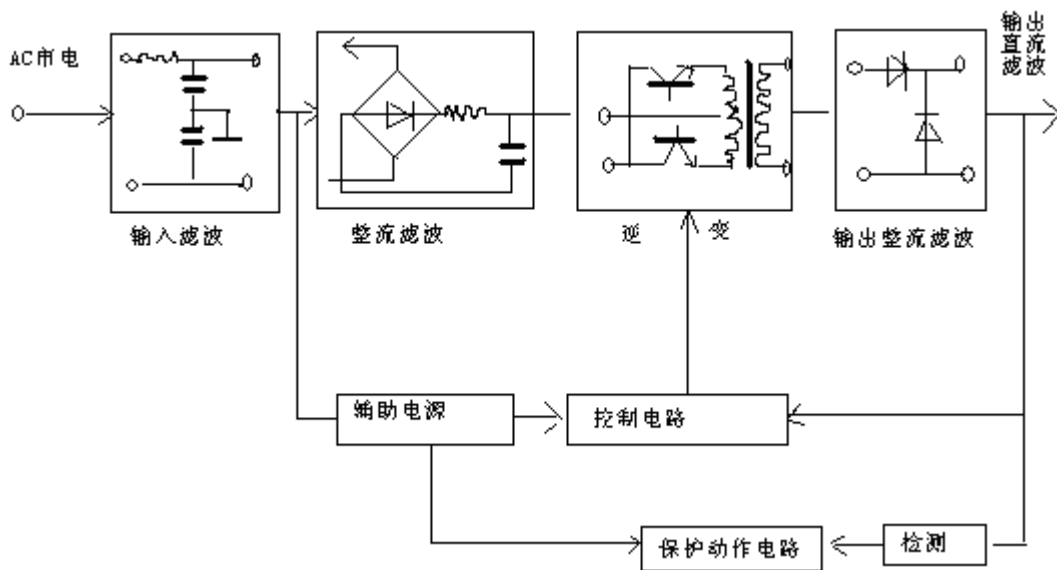 AC市电
输出
直流
滤波
输入滤波
整流滤波
逆 变
输出整流滤波
辅助电源
控制电路
保护动作电路
检测